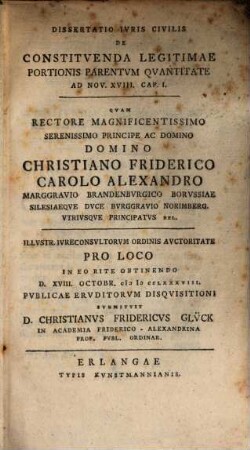 DISSERTATIO IVRIS CIVILIS
DE
CONSTITVENDA LEGITIMAE
PORTIONIS PARENTVM QVANTITATE
AD NOV. XVIII. CAP. I.
QVAM
RECTORE MAGNIFICENTISSIMO
SERENISSIMO PRINCIPE AC DOMINO
DOMINO
CHRISTIANO FRIDERICO
CAROLO ALEXANDRO
MARGGRAVIO BRANDENBVRGICO BORVSSIAE
SILESIAEQVE DVCE BVRGGRAVIO NORIMBERG.
VTRIVSQVE PRINCIPATVS REL.
ILLVSTR. IVRECONSVLTORVM ORDINIS AVCTORITATE
PRO LOCO
IN EO RITE OBTINENDO
D. XVIII. OCTOBR.
PVBLICAE ERVDITORVM DISQVISITIONI
SVBMITTIT
D. CHRISTIANVS FRIDERICVS GLÜCK
IN ACADEMIA FRIDERICO-ALEXANDRINA
PROF. PVBL. ORDINAR.
ERLANGAE
TYPIS KVNSTMANNIANIS.